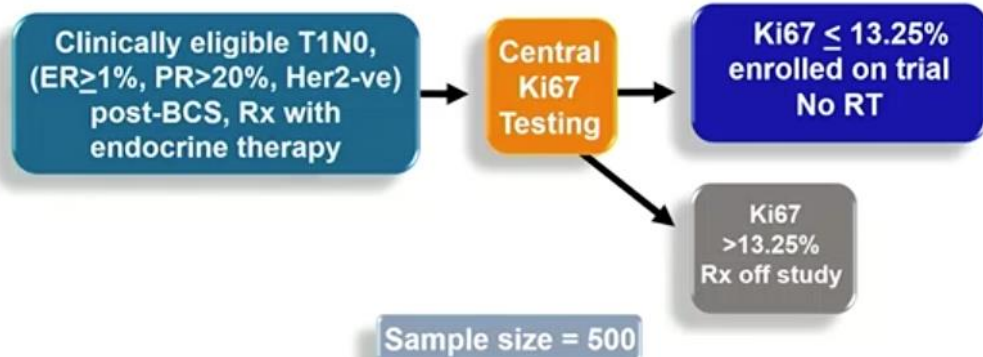 Clinically eligible T1N0,
(ER≥1%, PR>20%, Her2-ve)
post-BCS, Rx with
endocrine therapy
Central
Ki67
Testing
Ki67 ≤ 13.25%
enrolled on trial
No RT
Ki67
>13.25%
Rx off study
Sample size = 500